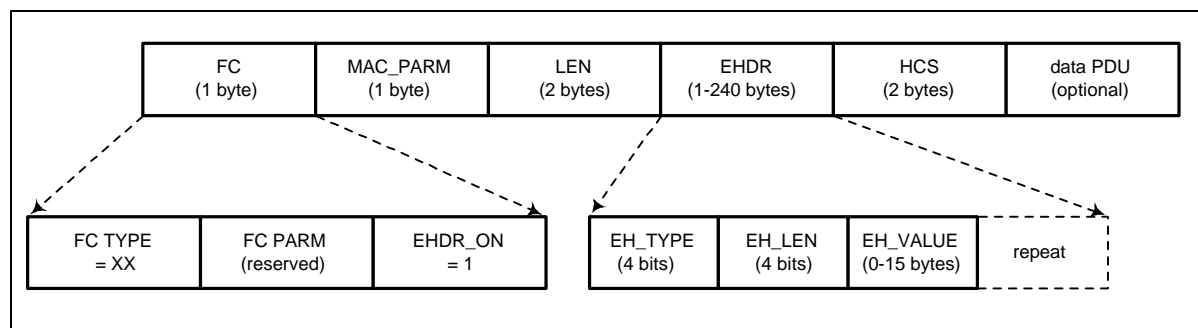 FC
(1 byte)
MAC_PARM
(1 byte)
LEN
(2 bytes)
EHDR
(1-240 bytes)
HCS
(2 bytes)
data PDU
(optional)
FC TYPE
= XX
FC PARM
(reserved)
EHDR_ON
= 1
EH_TYPE
(4 bits)
EH_LEN
(4 bits)
EH_VALUE
(0-15 bytes)
repeat